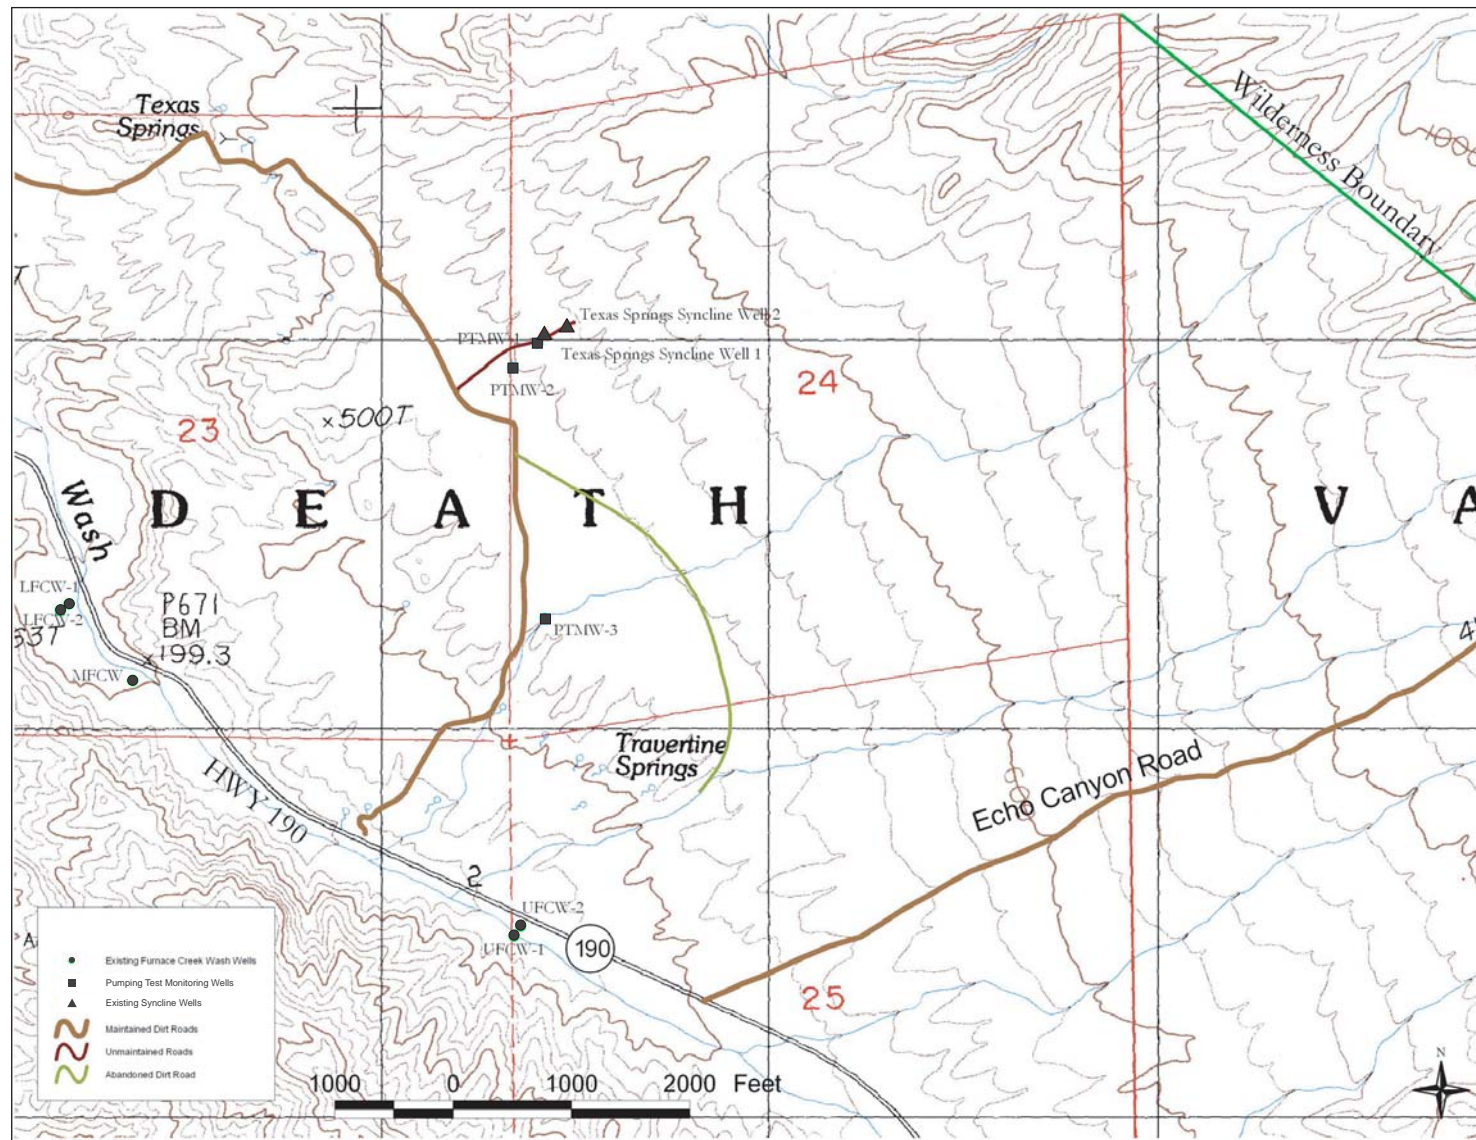 Texas
Springs
Wilderness Boundary
Texas Springs Syncline Well 2
PTMW-1
Texas Springs Syncline Well 1
PTMW-2
24
×500T
23
Wash
D E A T H V A
LFCW-1
LFCW-2
P671
BM
×199.3
53T
PTMW-3
MFCW
Travertine
Springs
Echo Canyon Road
HWY 190
2
UFCW-2
UFCW-1
190
25
Existing Furnace Creek Wash Wells
Pumping Test Monitoring Wells
Existing Syncline Wells
Maintained Dirt Roads
Unmaintained Roads
Abandoned Dirt Road
1000 0 1000 2000 Feet
N